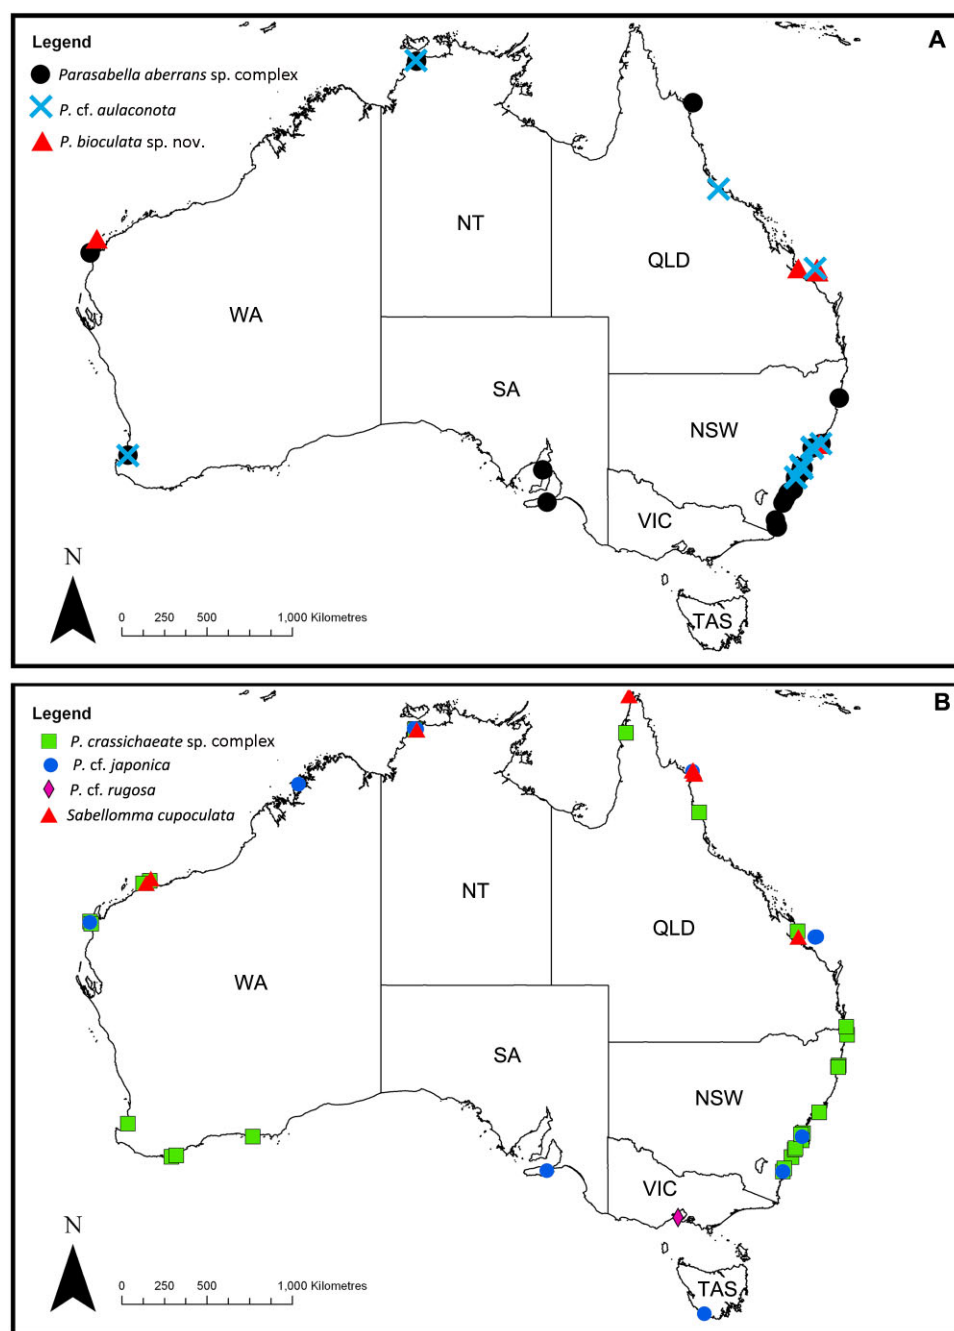 A
Legend
Parasabella aberrans sp. complex
P. cf. aulaconota
P. bioculata sp. nov.
NT
QLD
WA
SA
NSW
VIC
TAS
N
0 250 500 1,000 Kilometres
B
Legend
P. crassichaeate sp. complex
P. cf. japonica
P. cf. rugosa
Sabellomma cupoculata
NT
QLD
WA
SA
NSW
VIC
TAS
N
0 250 500 1,000 Kilometres